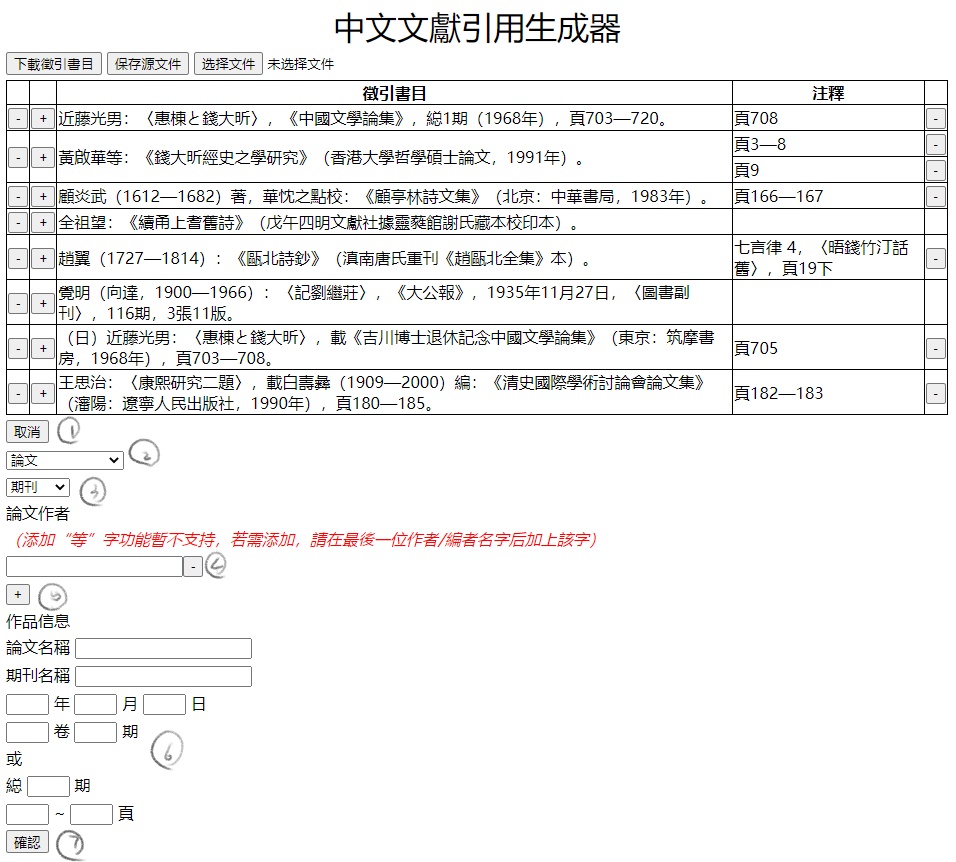 中文文獻引用生成器
下載徵引書目 保存源文件 选择文件 未选择文件
徵引書目 注釋
- + 近藤光男：〈惠棟と錢大昕〉，《中國文學論集》，総1期（1968年），頁703—720。 頁708 -
- + 黃啟華等：《錢大昕經史之學研究》（香港大學哲學碩士論文，1991年）。 頁3—8 -
頁9 -
- + 顧炎武（1612—1682）著，華忱之點校：《顧亭林詩文集》（北京：中華書局，1983年）。 頁166—167 -
- + 全祖望：《續甬上耆舊詩》（戊午四明文獻社據靈蕤館謝氏藏本校印本）。
- + 趙翼（1727—1814）：《甌北詩鈔》（滇南唐氏重刊《趙甌北全集》本）。 七言律 4，〈晤錢竹汀話
舊〉，頁19下 -
- + 覺明（向達，1900—1966）：〈記劉繼莊〉，《大公報》，1935年11月27日，〈圖書副
刊〉，116期，3張11版。
- + （日）近藤光男：〈惠棟と錢大昕〉，載《吉川博士退休記念中國文學論集》（東京：筑摩書
房，1968年），頁703—708。 頁705 -
- + 王思治：〈康熙研究二題〉，載白壽彝（1909—2000）編：《清史國際學術討論會論文集》
（瀋陽：遼寧人民出版社，1990年），頁180—185。 頁182—183 -
取消 ①
論文 ②
期刊 ③
論文作者
（添加“等”字功能暫不支持，若需添加，請在最後一位作者/編者名字后加上該字）
- ④
+ ⑤
作品信息
論文名稱
期刊名稱
年 月 日
卷 期
⑥
或
総 期
~ 頁
確認 ⑦